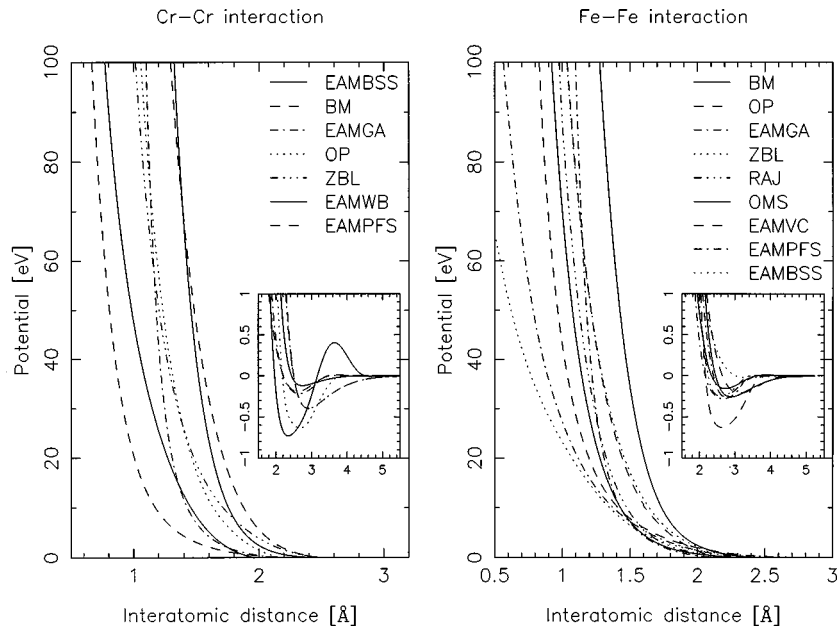 Cr-Cr interaction
Potential [eV]
100
80
60
40
20
0
EAMBSS
BM
EAMGA
OP
ZBL
EAMWB
EAMPFS
1
0.5
0
-0.5
-1
2 3 4 5
1 2 3
Interatomic distance [Å]
Fe-Fe interaction
Potential [eV]
100
80
60
40
20
0
BM
OP
EAMGA
ZBL
RAJ
OMS
EAMVC
EAMPFS
EAMBSS
1
0.5
0
-0.5
-1
2 3 4 5
0.5 1 1.5 2 2.5 3
Interatomic distance [Å]